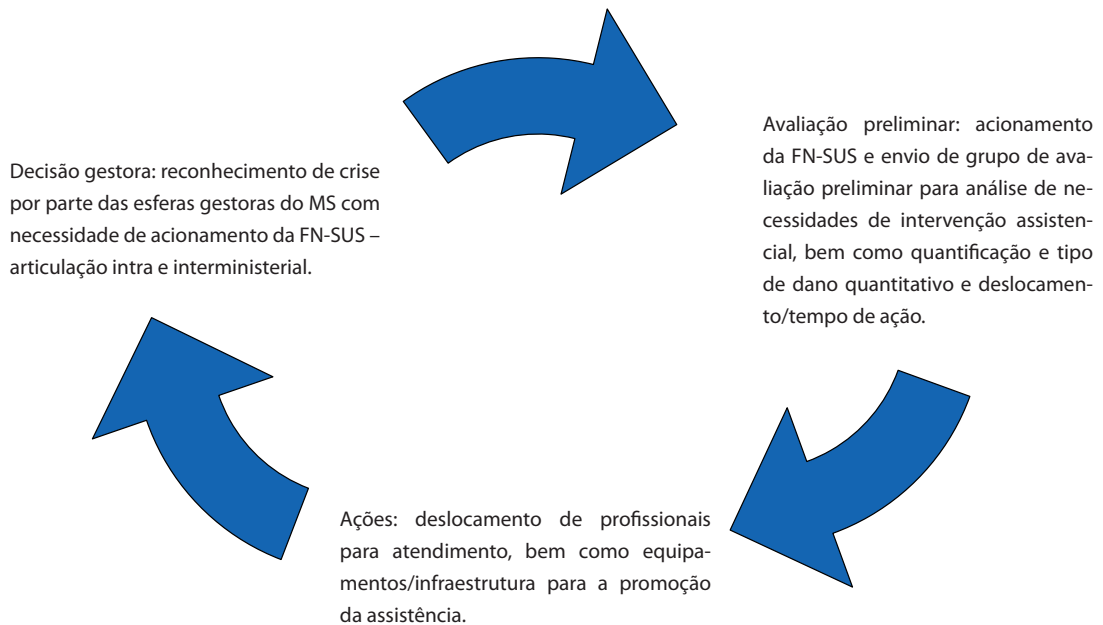 Decisão gestora: reconhecimento de crise
por parte das esferas gestoras do MS com
necessidade de acionamento da FN-SUS –
articulação intra e interministerial.
Avaliação preliminar: acionamento
da FN-SUS e envio de grupo de ava-
liação preliminar para análise de ne-
cessidades de intervenção assisten-
cial, bem como quantificação e tipo
de dano quantitativo e deslocamen-
to/tempo de ação.
Ações: deslocamento de profissionais
para atendimento, bem como equipa-
mentos/infraestrutura para a promoção
da assistência.